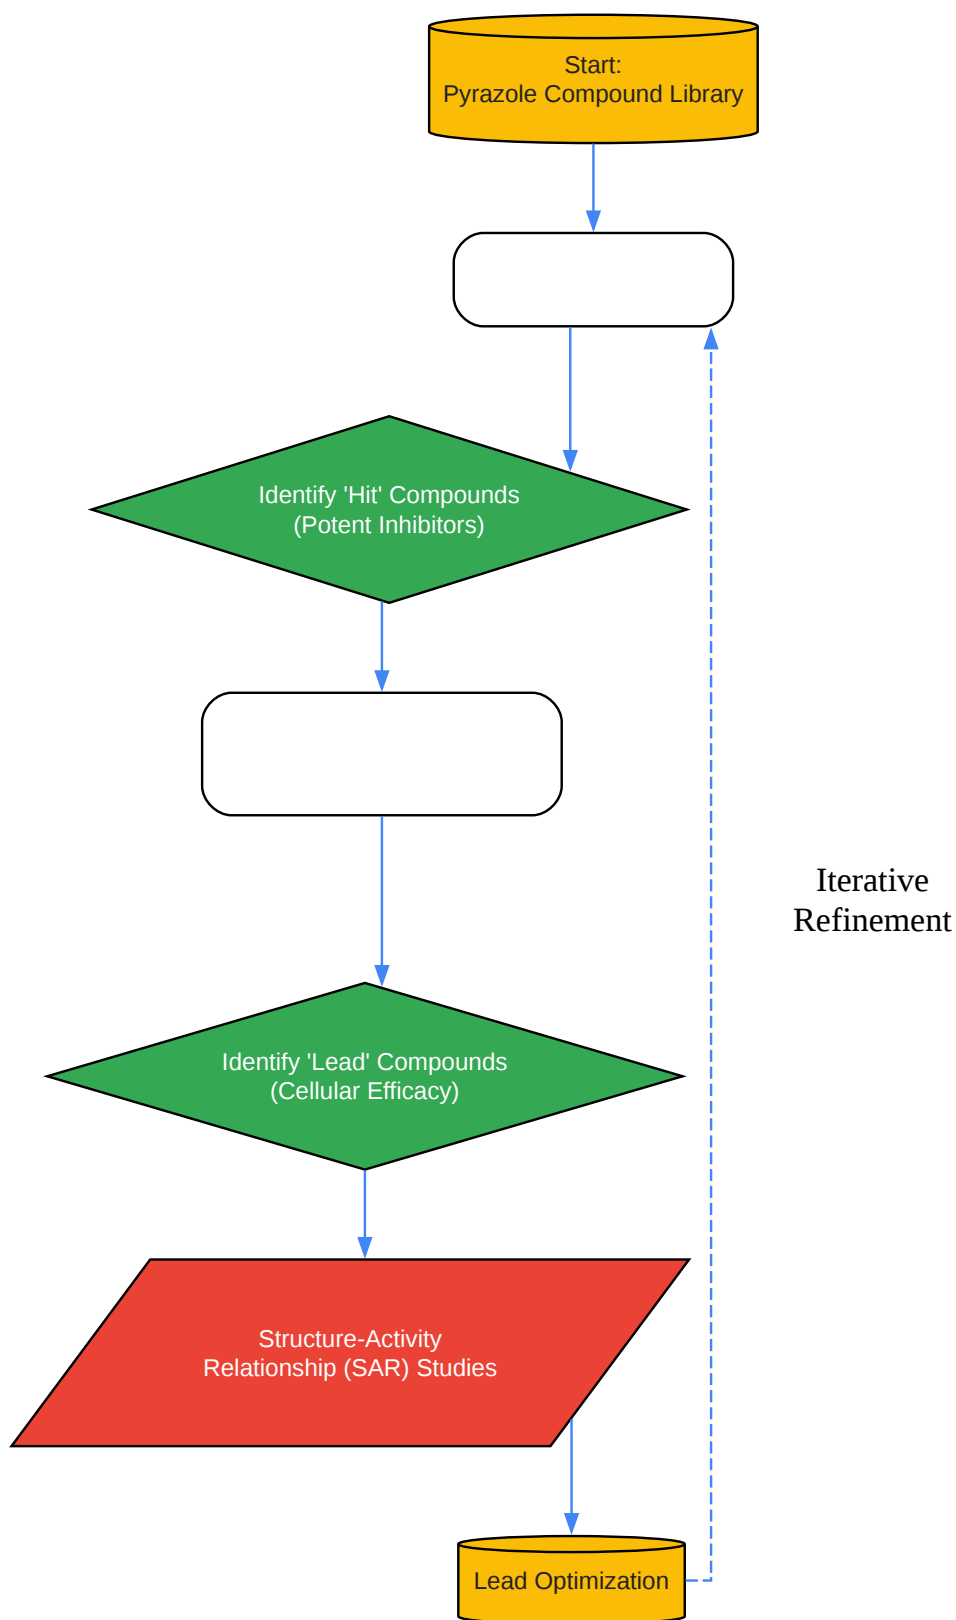 Start:
Pyrazole Compound Library
Identify 'Hit' Compounds
(Potent Inhibitors)
Iterative
Refinement
Identify 'Lead' Compounds
(Cellular Efficacy)
Structure-Activity
Relationship (SAR) Studies
Lead Optimization